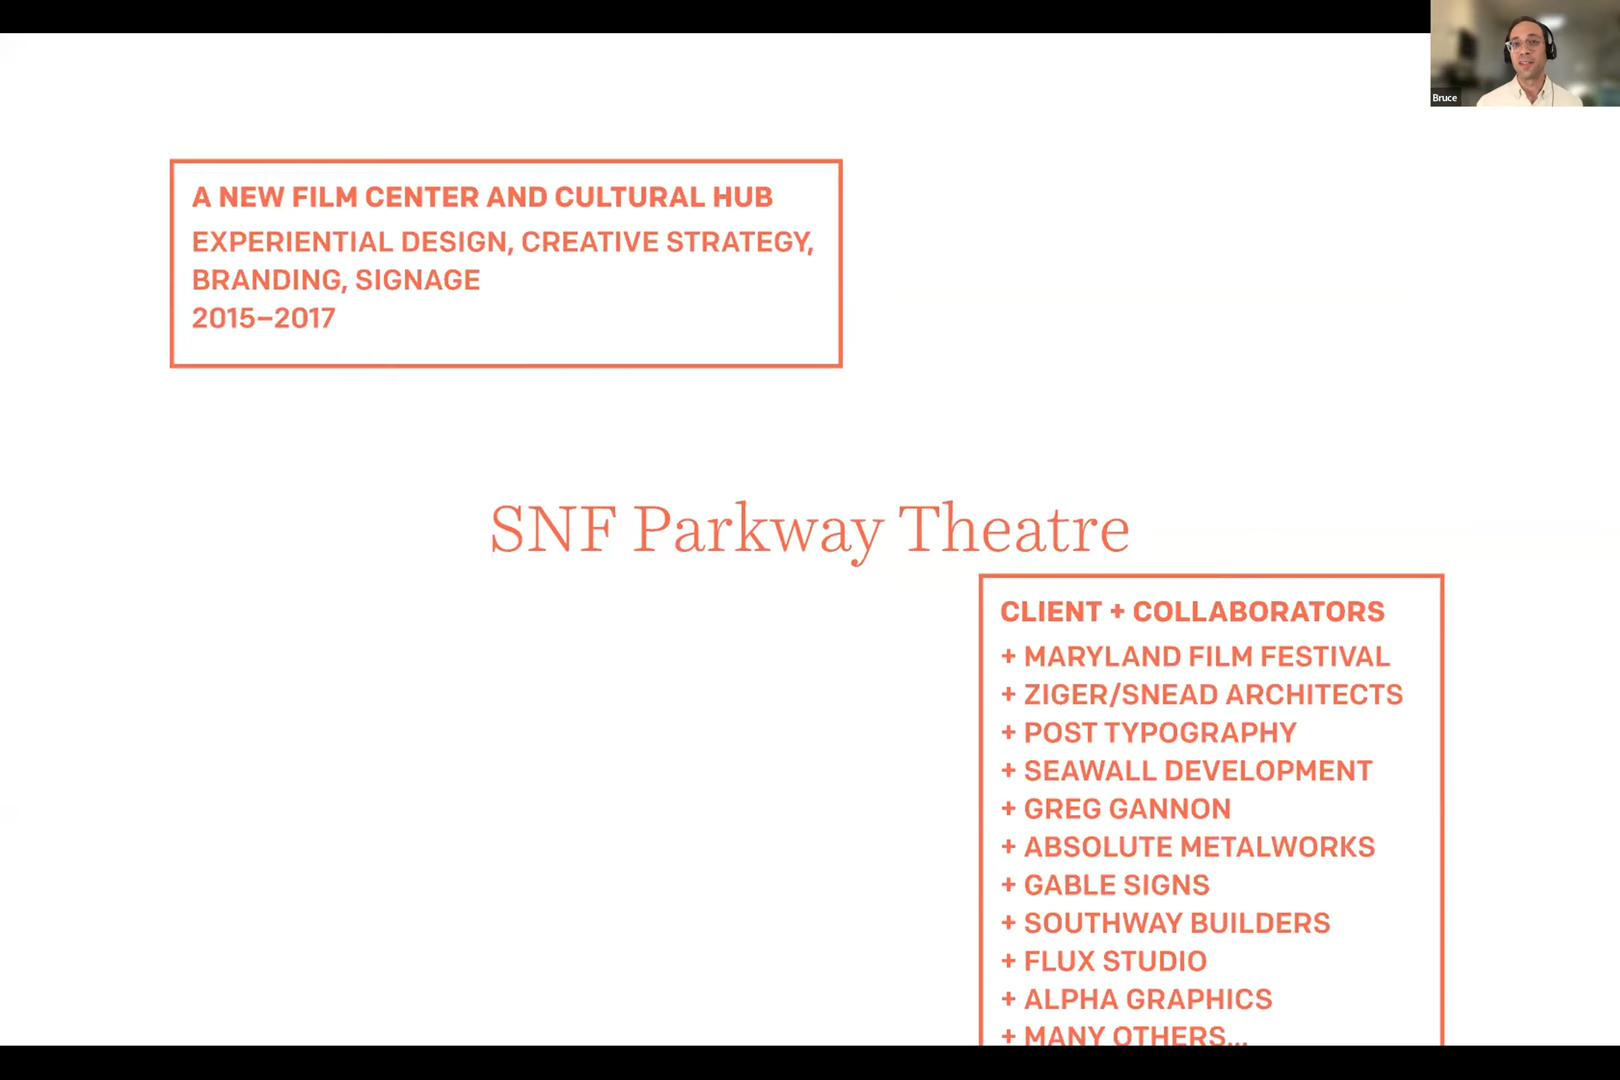 Bruce
A NEW FILM CENTER AND CULTURAL HUB
EXPERIENTIAL DESIGN, CREATIVE STRATEGY,
BRANDING, SIGNAGE
2015–2017
SNF Parkway Theatre
CLIENT + COLLABORATORS
+ MARYLAND FILM FESTIVAL
+ ZIGER/SNEAD ARCHITECTS
+ POST TYPOGRAPHY
+ SEAWALL DEVELOPMENT
+ GREG GANNON
+ ABSOLUTE METALWORKS
+ GABLE SIGNS
+ SOUTHWAY BUILDERS
+ FLUX STUDIO
+ ALPHA GRAPHICS
+ MANY OTHERS...